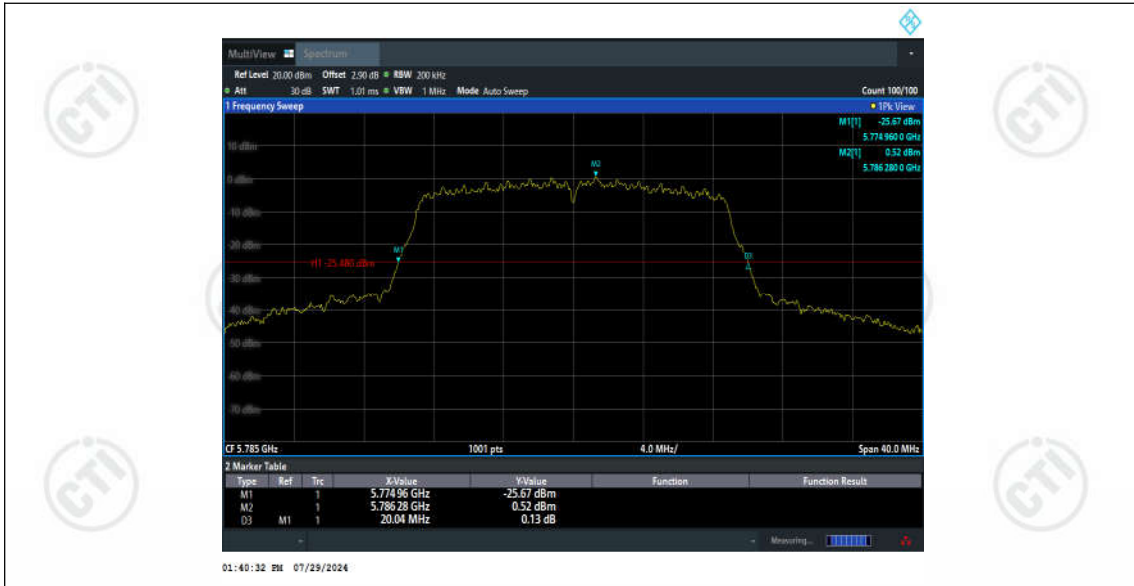 MultiView Spectrum
Ref Level 20.00 dBm Offset 2.90 dB RBW 200 kHz
Att 30 dB SWT 1.01 ms VBW 1 MHz Mode Auto Sweep Count 100/100
1 Frequency Sweep 1Pk View
M1[1] -25.67 dBm
5.774 960 0 GHz
10 dBm
M2[1] 0.52 dBm
5.786 280 0 GHz
M2
0 dBm
-10 dBm
-20 dBm
M1
D3
H1 -25.480 dBm
-30 dBm
-40 dBm
-50 dBm
-60 dBm
-70 dBm
CF 5.785 GHz 1001 pts 4.0 MHz/ Span 40.0 MHz
2 Marker Table
Type Ref Trc X-Value Y-Value Function Function Result
M1 1 5.774 96 GHz -25.67 dBm
M2 1 5.786 28 GHz 0.52 dBm
D3 M1 1 20.04 MHz 0.13 dB
Measuring...
01:40:32 PM 07/29/2024
CTI
CTI
CTI
CTI